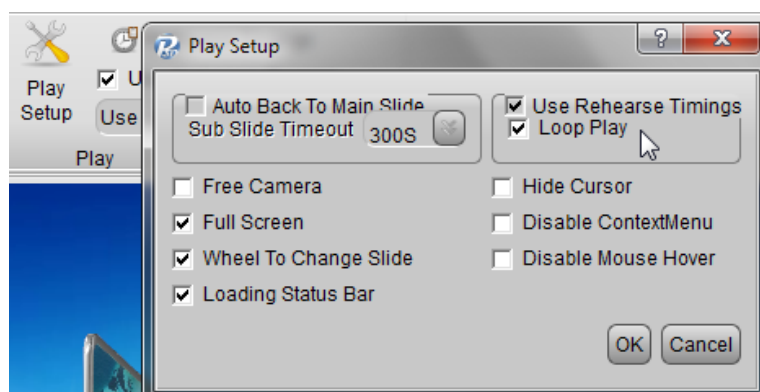 Play Setup
Play
Setup
U
Use
Play
Auto Back To Main Slide
Sub Slide Timeout 300S
Use Rehearse Timings
Loop Play
Free Camera
Hide Cursor
Full Screen
Disable ContextMenu
Wheel To Change Slide
Disable Mouse Hover
Loading Status Bar
OK Cancel